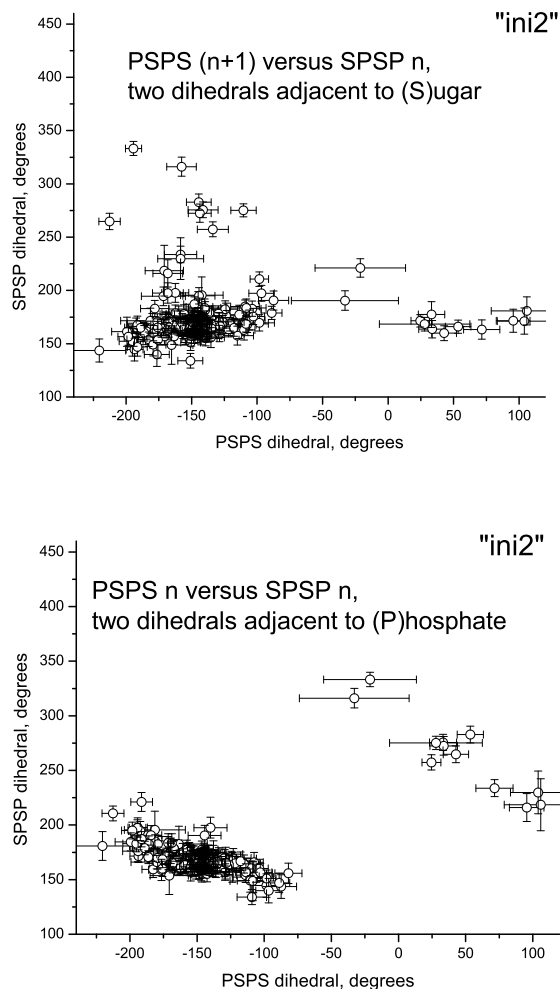 "ini2"
PSPS (n+1) versus SPSP n,
two dihedrals adjacent to (S)ugar
450
400
350
300
250
200
150
100
SPSP dihedral, degrees
-200 -150 -100 -50 0 50 100
PSPS dihedral, degrees
"ini2"
PSPS n versus SPSP n,
two dihedrals adjacent to (P)hosphate
450
400
350
300
250
200
150
100
SPSP dihedral, degrees
-200 -150 -100 -50 0 50 100
PSPS dihedral, degrees